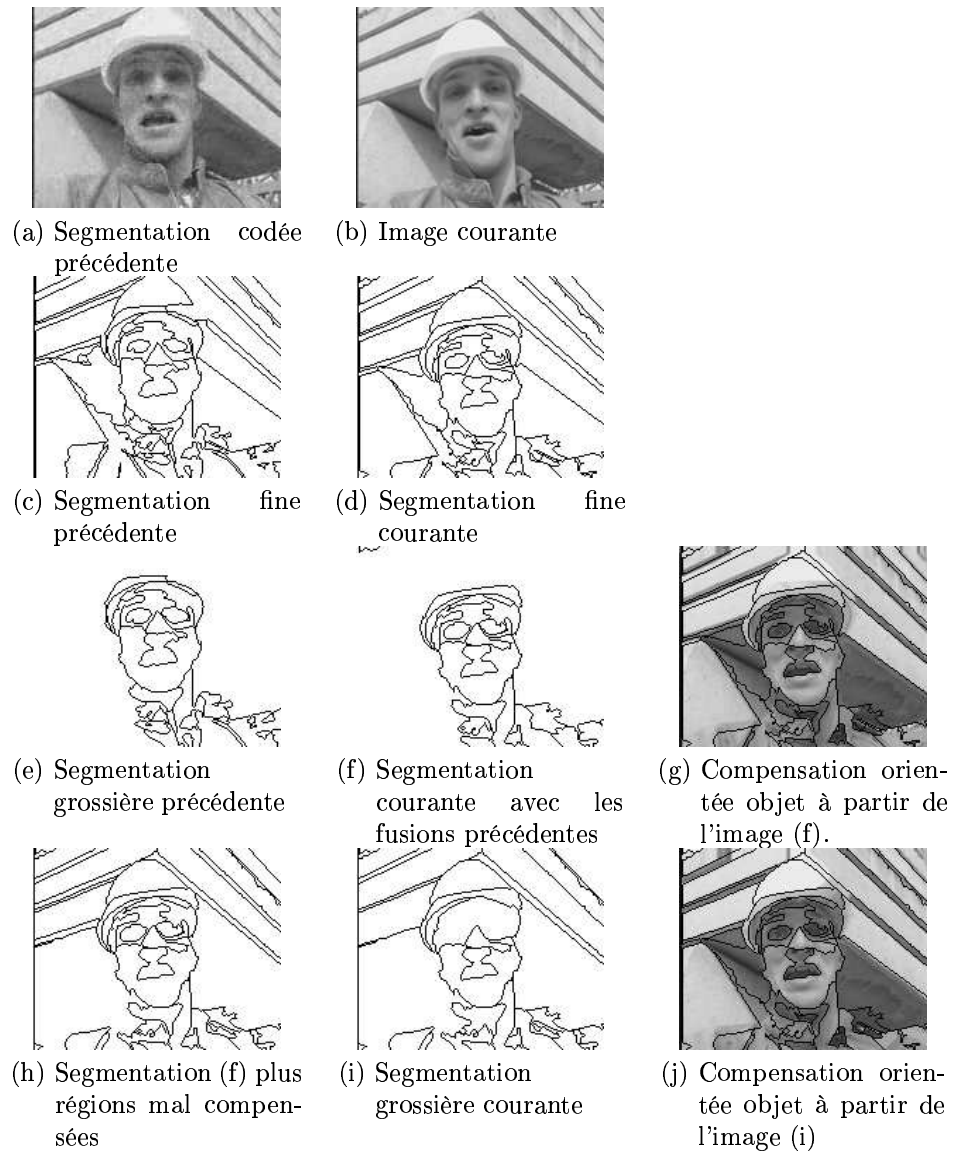 (a) Segmentation codée
précédente
(b) Image courante
(c) Segmentation fine
précédente
(d) Segmentation fine
courante
(e) Segmentation
grossière précédente
(f) Segmentation
courante avec les
fusions précédentes
(g) Compensation orien-
tée objet à partir de
l'image (f).
(h) Segmentation (f) plus
régions mal compen-
sées
(i) Segmentation
grossière courante
(j) Compensation orien-
tée objet à partir de
l'image (i)